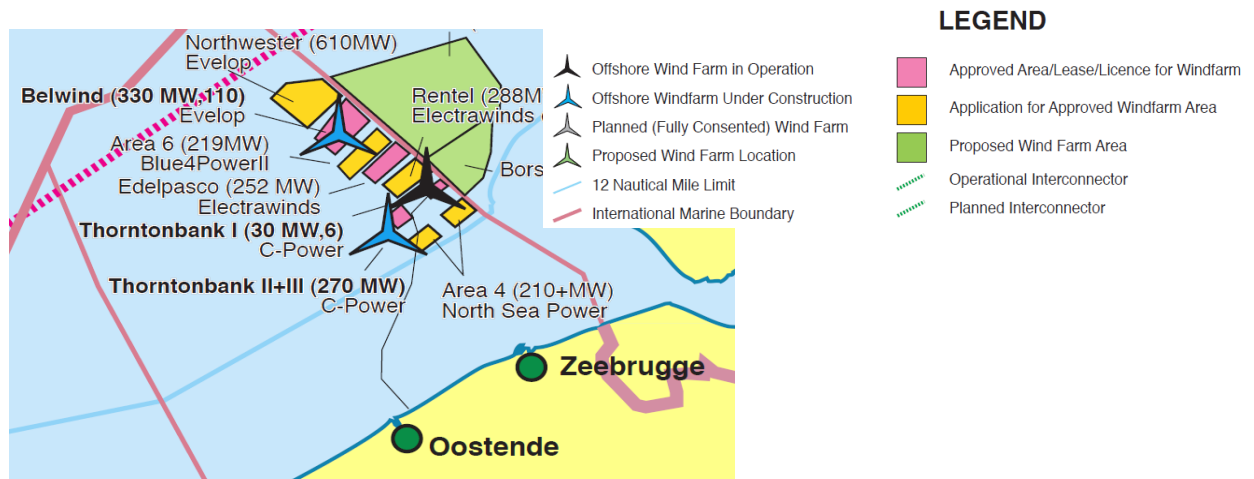 LEGEND
Northwester (610MW)
Evelop
Belwind (330 MW,110)
Evelop
Rentel (288M
Electrawinds
Area 6 (219MW)
Blue4PowerII
Edelpasco (252 MW)
Electrawinds
Thorntonbank I (30 MW,6)
C-Power
Thorntonbank II+III (270 MW)
C-Power
Area 4 (210+MW)
North Sea Power
Bors
Zeebrugge
Oostende
Offshore Wind Farm in Operation
Offshore Windfarm Under Construction
Planned (Fully Consented) Wind Farm
Proposed Wind Farm Location
12 Nautical Mile Limit
International Marine Boundary
Approved Area/Lease/Licence for Windfarm
Application for Approved Windfarm Area
Proposed Wind Farm Area
Operational Interconnector
Planned Interconnector